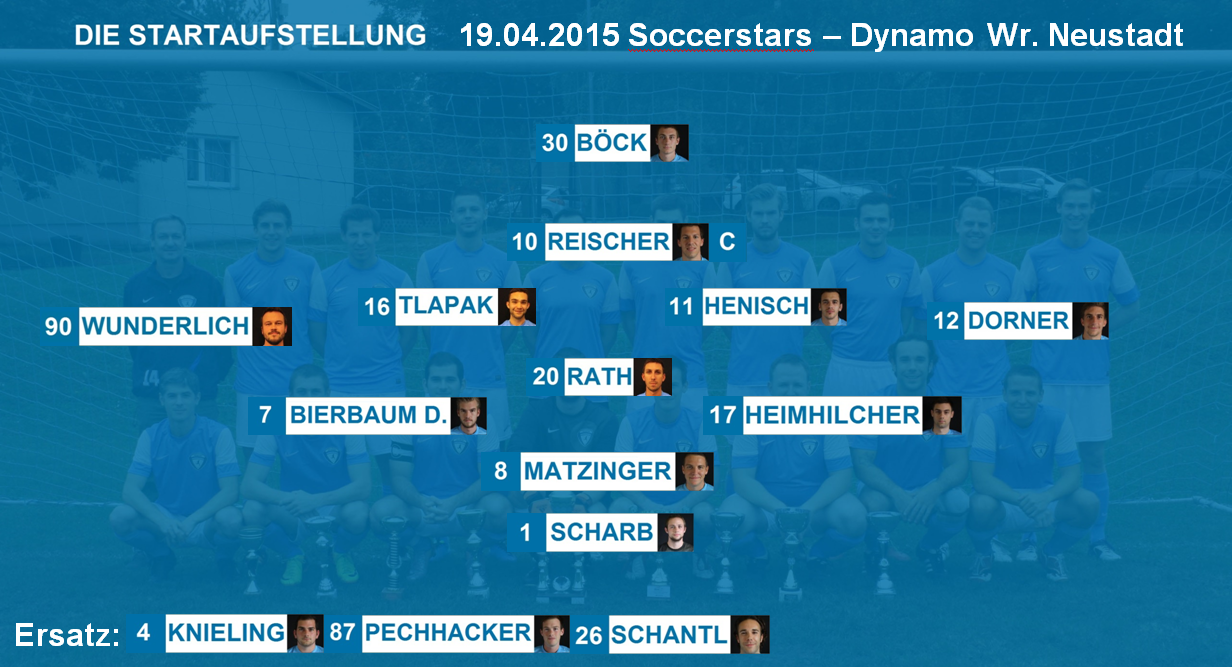 DIE STARTAUFSTELLUNG 19.04.2015 Soccerstars – Dynamo Wr. Neustadt
30 BÖCK
10 REISCHER C
16 TLAPAK 11 HENISCH
90 WUNDERLICH 12 DORNER
20 RATH
7 BIERBAUM D. 17 HEIMHILCHER
8 MATZINGER
1 SCHARB
Ersatz: 4 KNIELING 87 PECHHACKER 26 SCHANTL